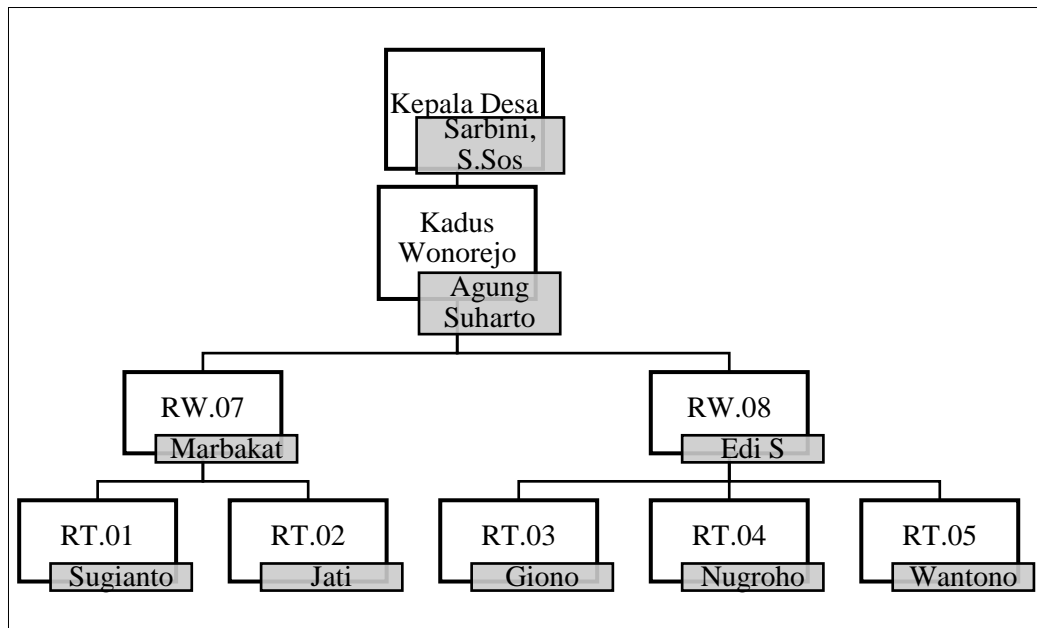 Kepala Desa
Sarbini,
S.Sos
Kadus
Wonorejo
Agung
Suharto
RW.07
Marbakat
RW.08
Edi S
RT.01
Sugianto
RT.02
Jati
RT.03
Giono
RT.04
Nugroho
RT.05
Wantono